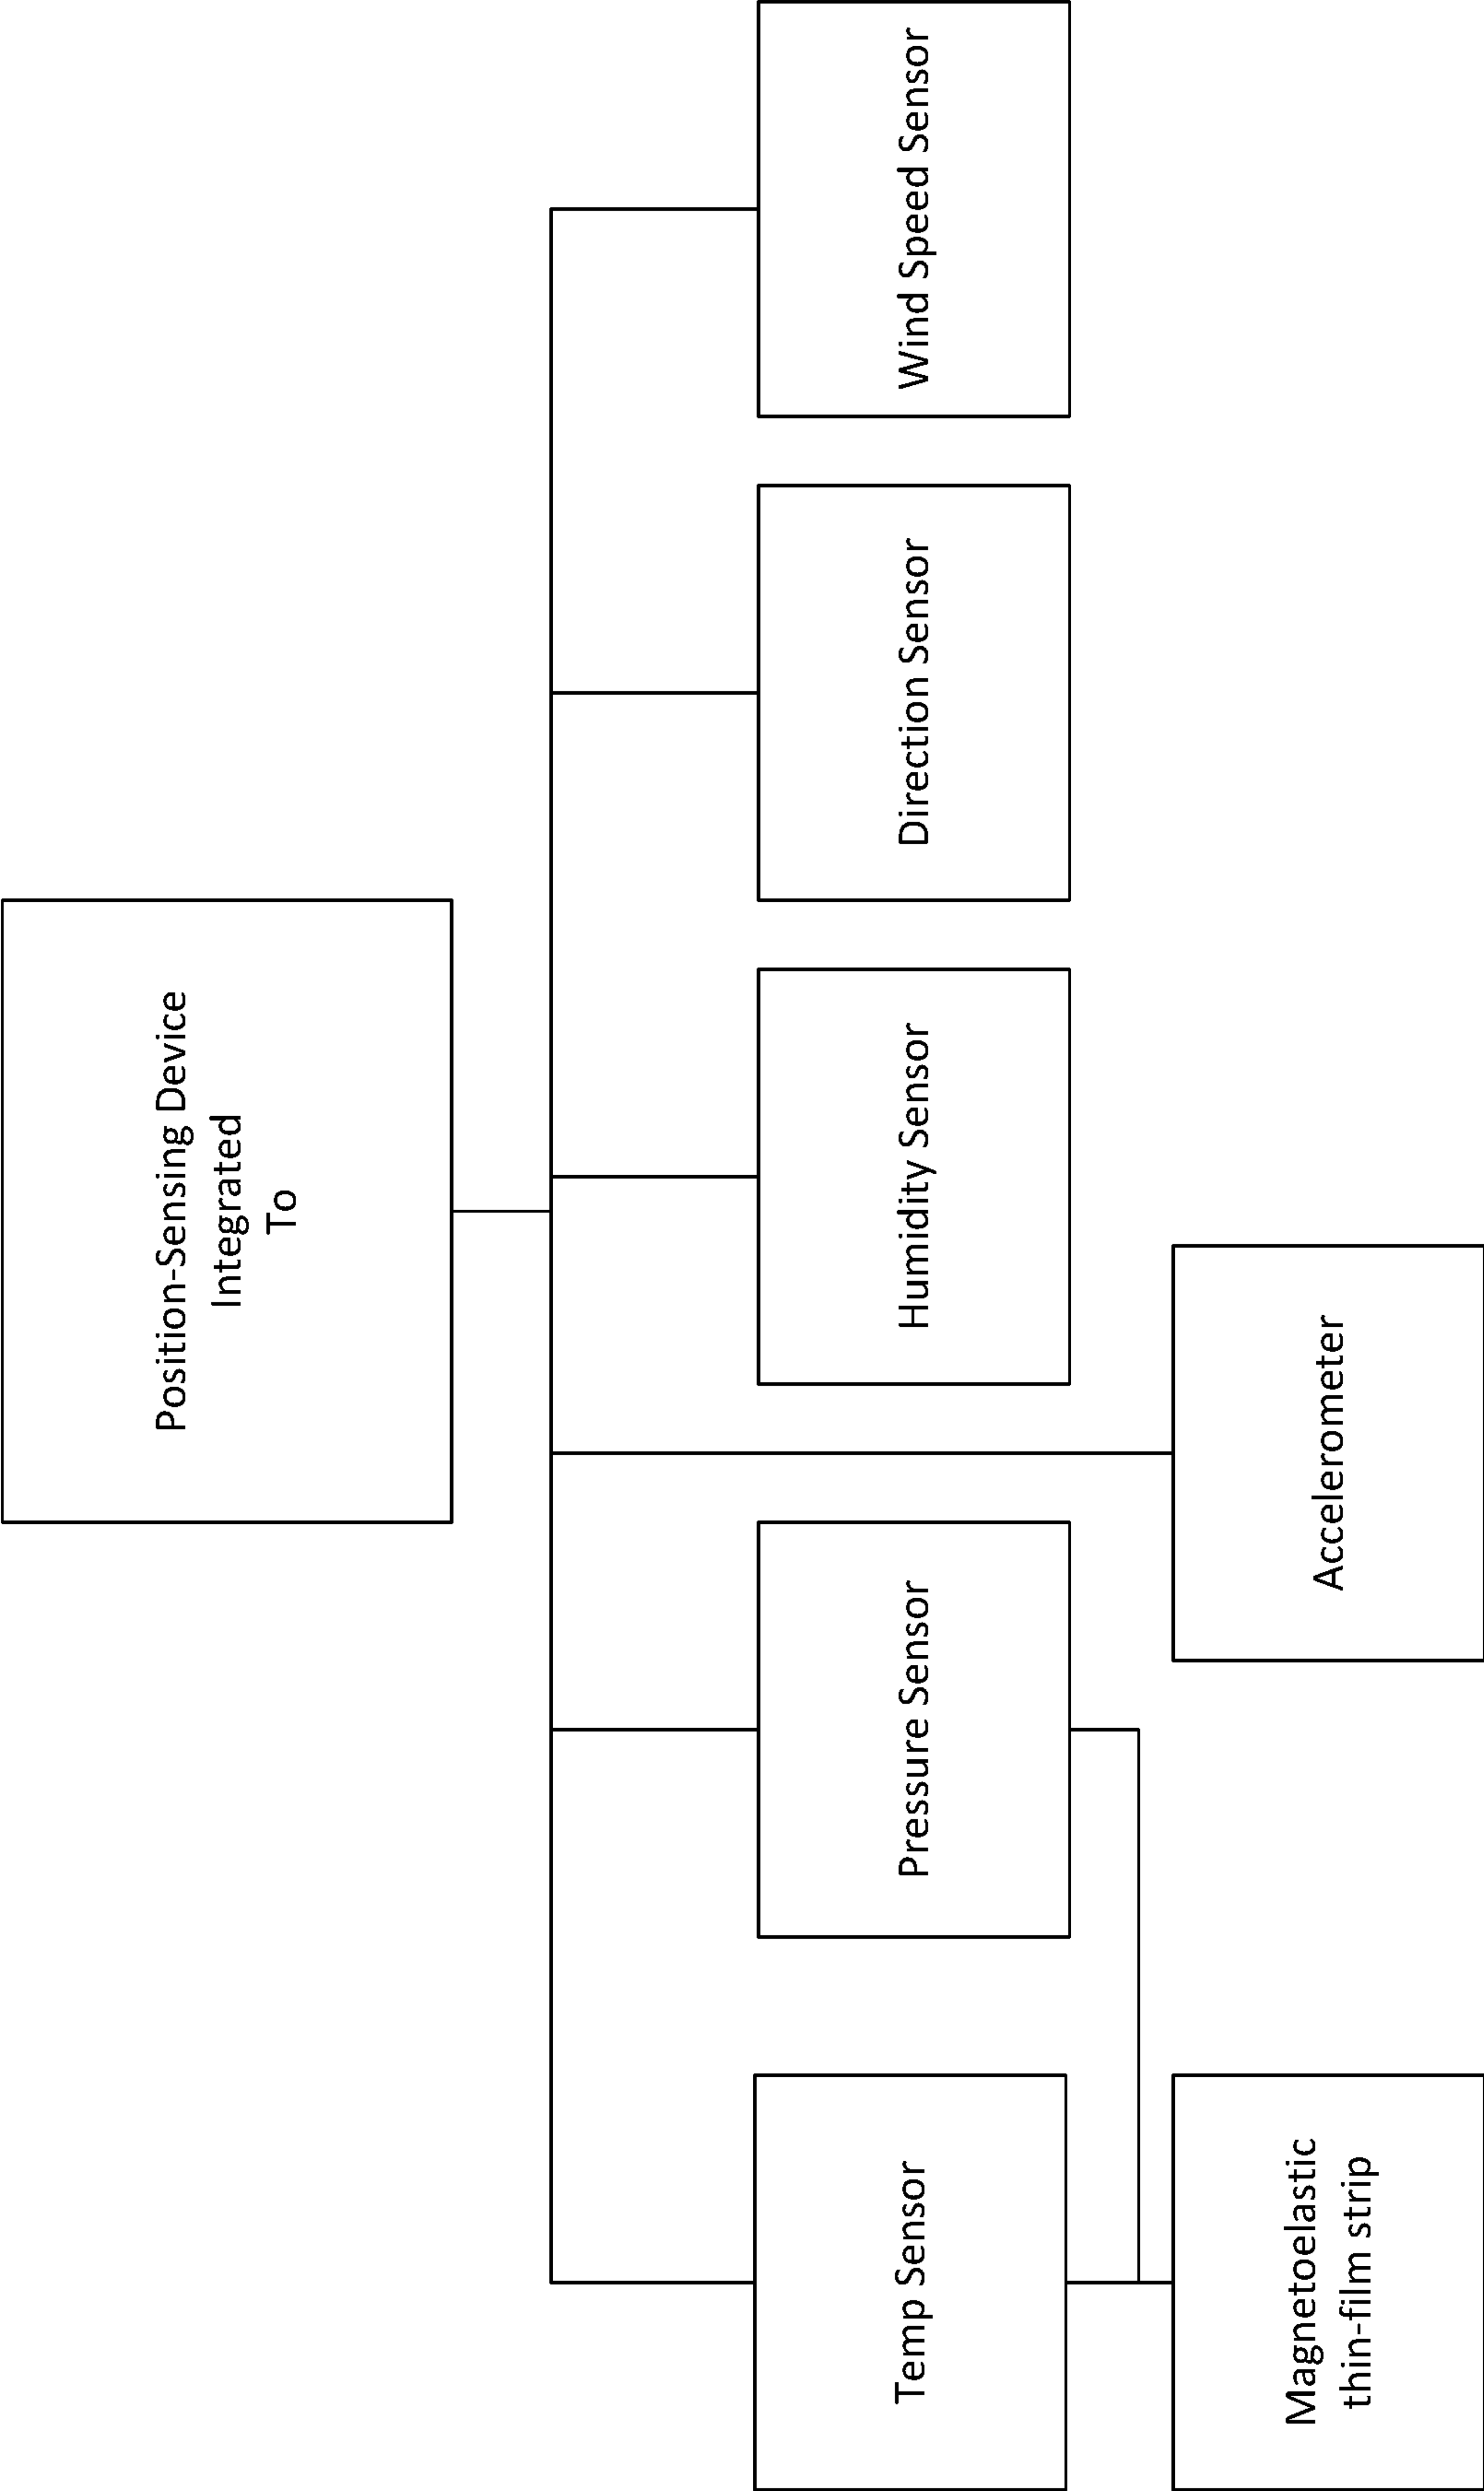 Position-Sensing Device
Integrated
To
Temp Sensor
Pressure Sensor
Humidity Sensor
Direction Sensor
Wind Speed Sensor
Magnetoelastic
thin-film strip
Accelerometer